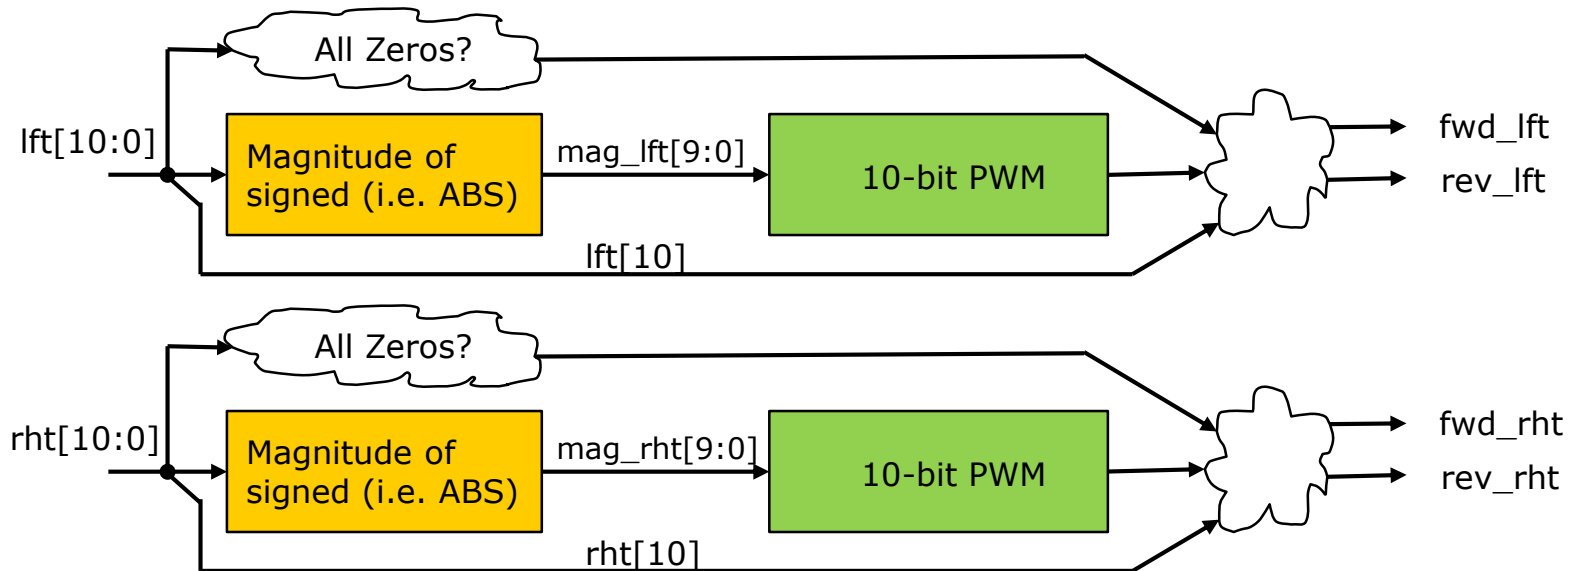 All Zeros?
lft[10:0]
Magnitude of
signed (i.e. ABS)
mag_lft[9:0]
10-bit PWM
fwd_lft
rev_lft
lft[10]
All Zeros?
rht[10:0]
Magnitude of
signed (i.e. ABS)
mag_rht[9:0]
10-bit PWM
fwd_rht
rev_rht
rht[10]